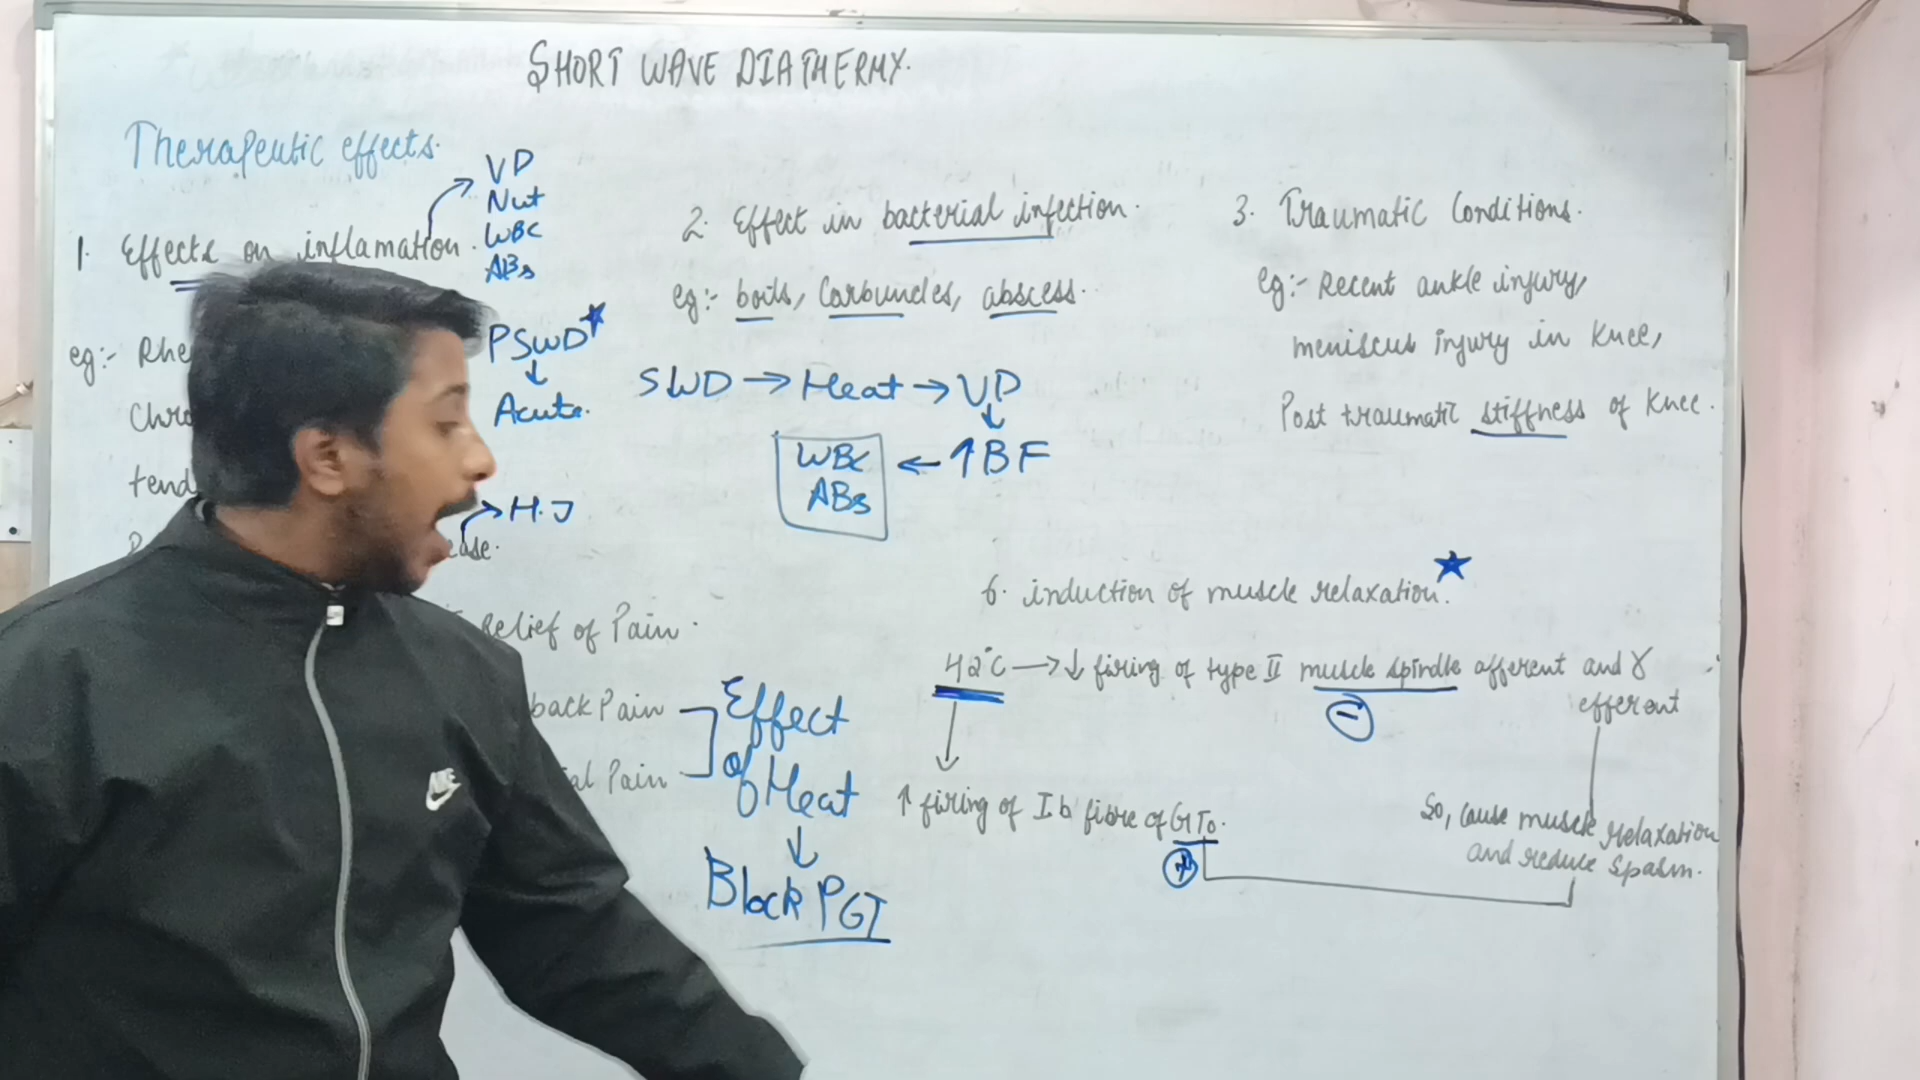 SHORT WAVE DIATHERMY.
Therapeutic effects.
1. Effects on inflamation.
VD
Nut
WBC
ABs
eg:- Rhe
PSWD★
↓
Acute.
Chro
tend
→ H.J
ease.
2. Effect in bacterial infection.
eg:- boils, Carbuncles, abscess.
SWD → Heat → VD
↓
WBC ← ↑BF
ABs
3. Traumatic Conditions.
eg:- Recent ankle injury,
meniscus injury in Knee,
Post traumatic stiffness of Knee.
Relief of Pain.
back Pain
al Pain
Effect
of Heat
↓
Block PGT
6. induction of muscle relaxation.★
42°C → ↓ firing of type II muscle spindle afferent and γ
efferent
−
↓
↑ firing of Ib fibre of GTO.
+
So, cause muscle relaxation
and reduce spasm.
NIKE